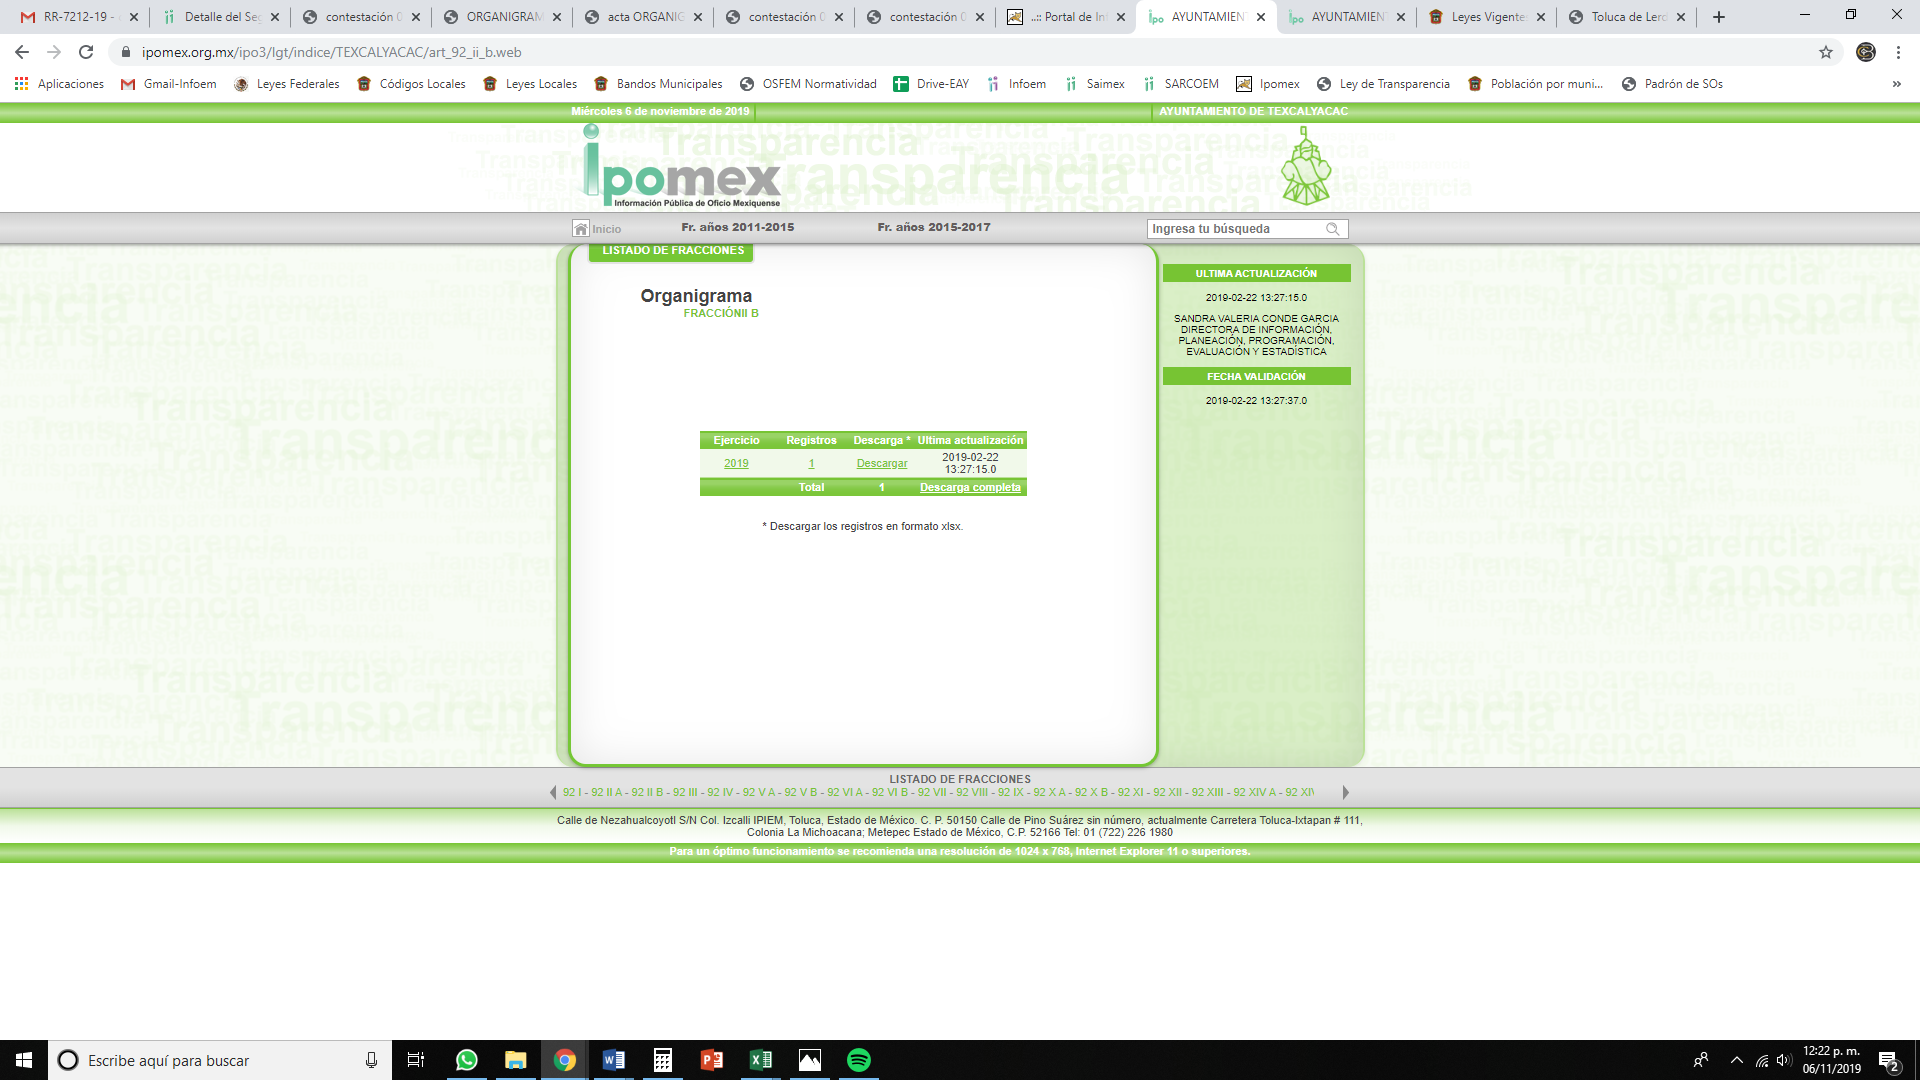 RR-7212-19 -
Detalle del Seg
contestación 0
ORGANIGRAM
acta ORGANIG
contestación 0
contestación 0
..:: Portal de Inf
AYUNTAMIEN
AYUNTAMIEN
Leyes Vigentes
Toluca de Lerd
ipomex.org.mx/ipo3/lgt/indice/TEXCALYACAC/art_92_ii_b.web
Aplicaciones
Gmail-Infoem
Leyes Federales
Códigos Locales
Leyes Locales
Bandos Municipales
OSFEM Normatividad
Drive-EAY
Infoem
Saimex
SARCOEM
Ipomex
Ley de Transparencia
Población por muni...
Padrón de SOs
»
Miércoles 6 de noviembre de 2019
AYUNTAMIENTO DE TEXCALYACAC
ipomex
Información Pública de Oficio Mexiquense
Transparencia
Inicio
Fr. años 2011-2015
Fr. años 2015-2017
Ingresa tu búsqueda
LISTADO DE FRACCIONES
Organigrama
FRACCIÓNII B
Ejercicio Registros Descarga * Ultima actualización
2019 1 Descargar 2019-02-22
13:27:15.0
Total 1 Descarga completa
* Descargar los registros en formato xlsx.
ULTIMA ACTUALIZACIÓN
2019-02-22 13:27:15.0
SANDRA VALERIA CONDE GARCIA
DIRECTORA DE INFORMACIÓN,
PLANEACIÓN, PROGRAMACIÓN,
EVALUACIÓN Y ESTADÍSTICA
FECHA VALIDACIÓN
2019-02-22 13:27:37.0
LISTADO DE FRACCIONES
92 I - 92 II A - 92 II B - 92 III - 92 IV - 92 V A - 92 V B - 92 VI A - 92 VI B - 92 VII - 92 VIII - 92 IX - 92 X A - 92 X B - 92 XI - 92 XII - 92 XIII - 92 XIV A - 92 XIV
Calle de Nezahualcoyotl S/N Col. Izcalli IPIEM, Toluca, Estado de México. C. P. 50150 Calle de Pino Suárez sin número, actualmente Carretera Toluca-Ixtapan # 111,
Colonia La Michoacana; Metepec Estado de México, C.P. 52166 Tel: 01 (722) 226 1980
Para un óptimo funcionamiento se recomienda una resolución de 1024 x 768, Internet Explorer 11 o superiores.
Escribe aquí para buscar
12:22 p. m.
06/11/2019
2